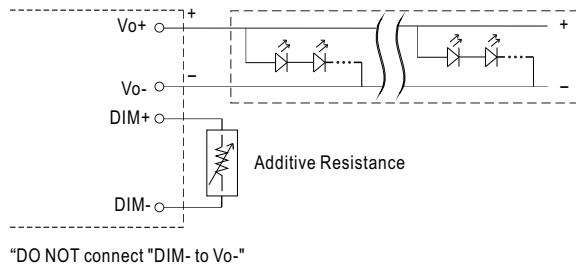 Vo+
+
+
Vo-
−
−
DIM+
Additive Resistance
DIM-
“DO NOT connect "DIM- to Vo-"